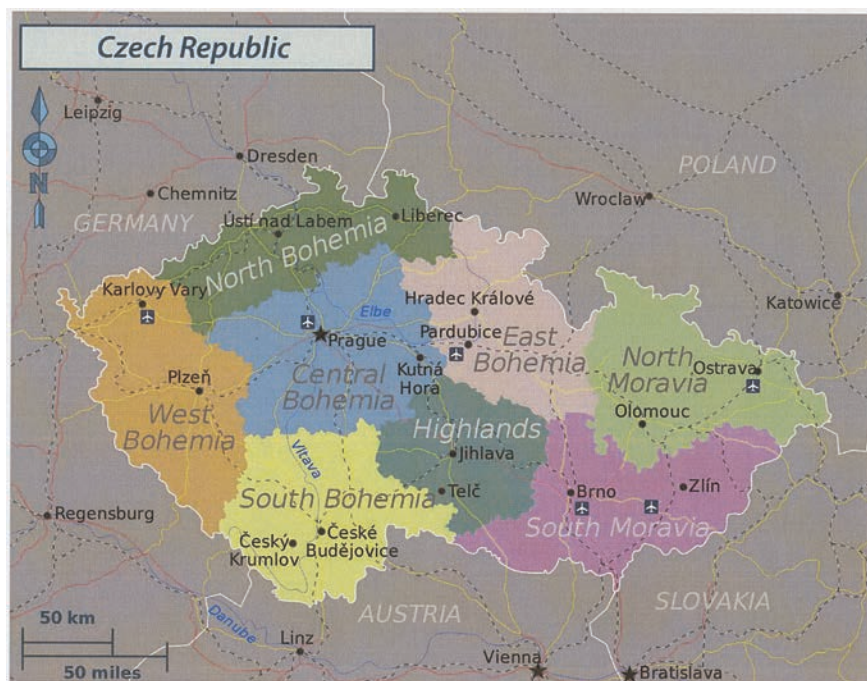 Czech Republic
Leipzig
N
Dresden
POLAND
Chemnitz
Wroclaw
GERMANY
Ústí nad Labem
Liberec
North Bohemia
Karlovy Vary
Elbe
Hradec Králové
Katowice
Prague
Pardubice
East
Bohemia
North
Moravia
Ostrava
Kutná
Hora
Plzeň
Central
Bohemia
West
Bohemia
Highlands
Olomouc
Vltava
Jihlava
South Bohemia
Telč
Brno
Zlín
Regensburg
South Moravia
Český
Krumlov
České
Budějovice
50 km
Danube
AUSTRIA
SLOVAKIA
Linz
50 miles
Vienna
Bratislava